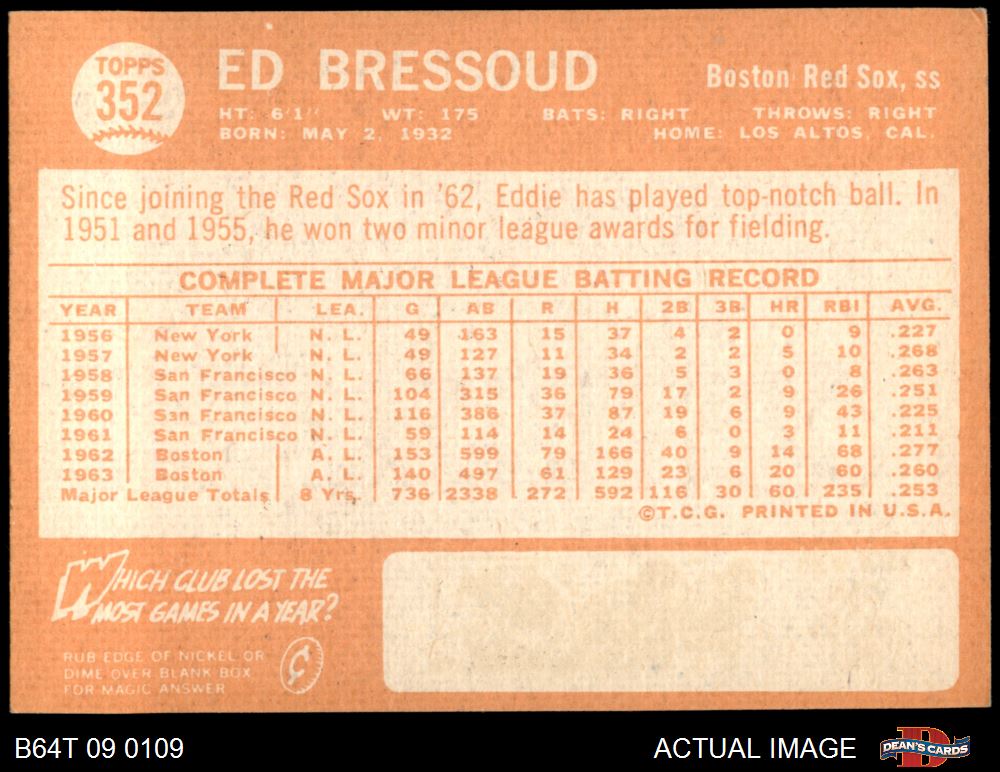 TOPPS
352
ED BRESSOUD
Boston Red Sox, ss
HT: 6'1" WT: 175 BATS: RIGHT THROWS: RIGHT
BORN: MAY 2, 1932 HOME: LOS ALTOS, CAL.
Since joining the Red Sox in '62, Eddie has played top-notch ball. In
1951 and 1955, he won two minor league awards for fielding.
COMPLETE MAJOR LEAGUE BATTING RECORD
YEAR TEAM LEA. G AB R H 2B 3B HR RBI AVG.
1956 New York N. L. 49 163 15 37 4 2 0 9 .227
1957 New York N. L. 49 127 11 34 2 2 5 10 .268
1958 San Francisco N. L. 66 137 19 36 5 3 0 8 .263
1959 San Francisco N. L. 104 315 36 79 17 2 9 26 .251
1960 San Francisco N. L. 116 386 37 87 19 6 9 43 .225
1961 San Francisco N. L. 59 114 14 24 6 0 3 11 .211
1962 Boston A. L. 153 599 79 166 40 9 14 68 .277
1963 Boston A. L. 140 497 61 129 23 6 20 60 .260
Major League Totals 8 Yrs. 736 2338 272 592 116 30 60 235 .253
©T.C.G. PRINTED IN U.S.A.
WHICH CLUB LOST THE
MOST GAMES IN A YEAR?
RUB EDGE OF NICKEL OR
DIME OVER BLANK BOX
FOR MAGIC ANSWER
B64T 09 0109 ACTUAL IMAGE DEAN'S CARDS